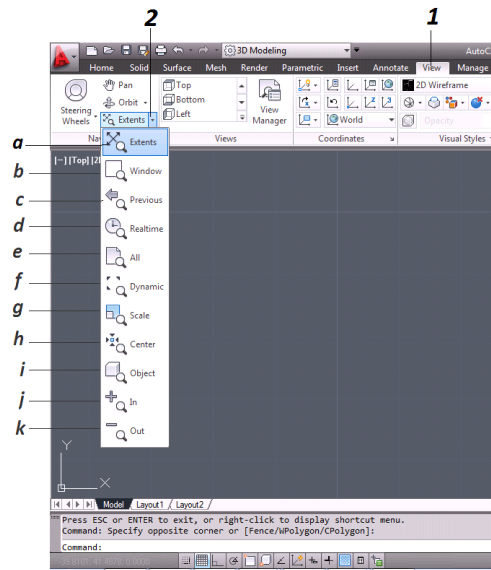 2 1
3D Modeling AutoC
Home Solid Surface Mesh Render Parametric Insert Annotate View Manage
Pan Top 2D Wireframe
Orbit Bottom
Steering Wheels Extents Left View Manager World Opacity
Nav Views Coordinates Visual Styles
[−][Top][2
a Extents
b Window
c Previous
d Realtime
e All
f Dynamic
g Scale
h Center
i Object
j In
k Out
Y
X
Model Layout1 Layout2
Press ESC or ENTER to exit, or right-click to display shortcut menu.
Command: Specify opposite corner or [Fence/WPolygon/CPolygon]:
Command: